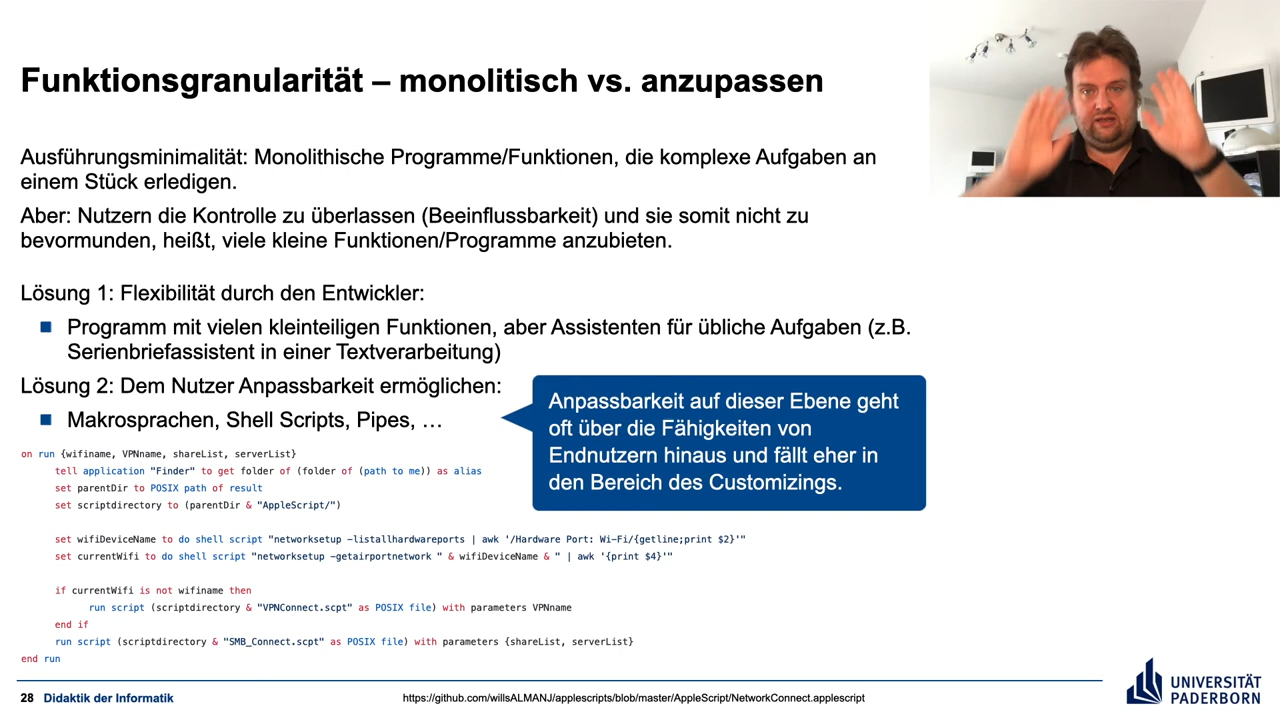 Funktionsgranularität – monolitisch vs. anzupassen
Ausführungsminimalität: Monolithische Programme/Funktionen, die komplexe Aufgaben an
einem Stück erledigen.
Aber: Nutzern die Kontrolle zu überlassen (Beeinflussbarkeit) und sie somit nicht zu
bevormunden, heißt, viele kleine Funktionen/Programme anzubieten.
Lösung 1: Flexibilität durch den Entwickler:
Programm mit vielen kleinteiligen Funktionen, aber Assistenten für übliche Aufgaben (z.B.
Serienbriefassistent in einer Textverarbeitung)
Lösung 2: Dem Nutzer Anpassbarkeit ermöglichen:
Makrosprachen, Shell Scripts, Pipes, …
Anpassbarkeit auf dieser Ebene geht
oft über die Fähigkeiten von
Endnutzern hinaus und fällt eher in
den Bereich des Customizings.
on run {wifiname, VPNname, shareList, serverList}
tell application "Finder" to get folder of (folder of (path to me)) as alias
set parentDir to POSIX path of result
set scriptdirectory to (parentDir & "AppleScript/")
set wifiDeviceName to do shell script "networksetup -listallhardwareports | awk '/Hardware Port: Wi-Fi/{getline;print $2}'"
set currentWifi to do shell script "networksetup -getairportnetwork " & wifiDeviceName & " | awk '{print $4}'"
if currentWifi is not wifiname then
run script (scriptdirectory & "VPNConnect.scpt" as POSIX file) with parameters VPNname
end if
run script (scriptdirectory & "SMB_Connect.scpt" as POSIX file) with parameters {shareList, serverList}
end run
28 Didaktik der Informatik
https://github.com/willsALMANJ/applescripts/blob/master/AppleScript/NetworkConnect.applescript
UNIVERSITÄT
PADERBORN